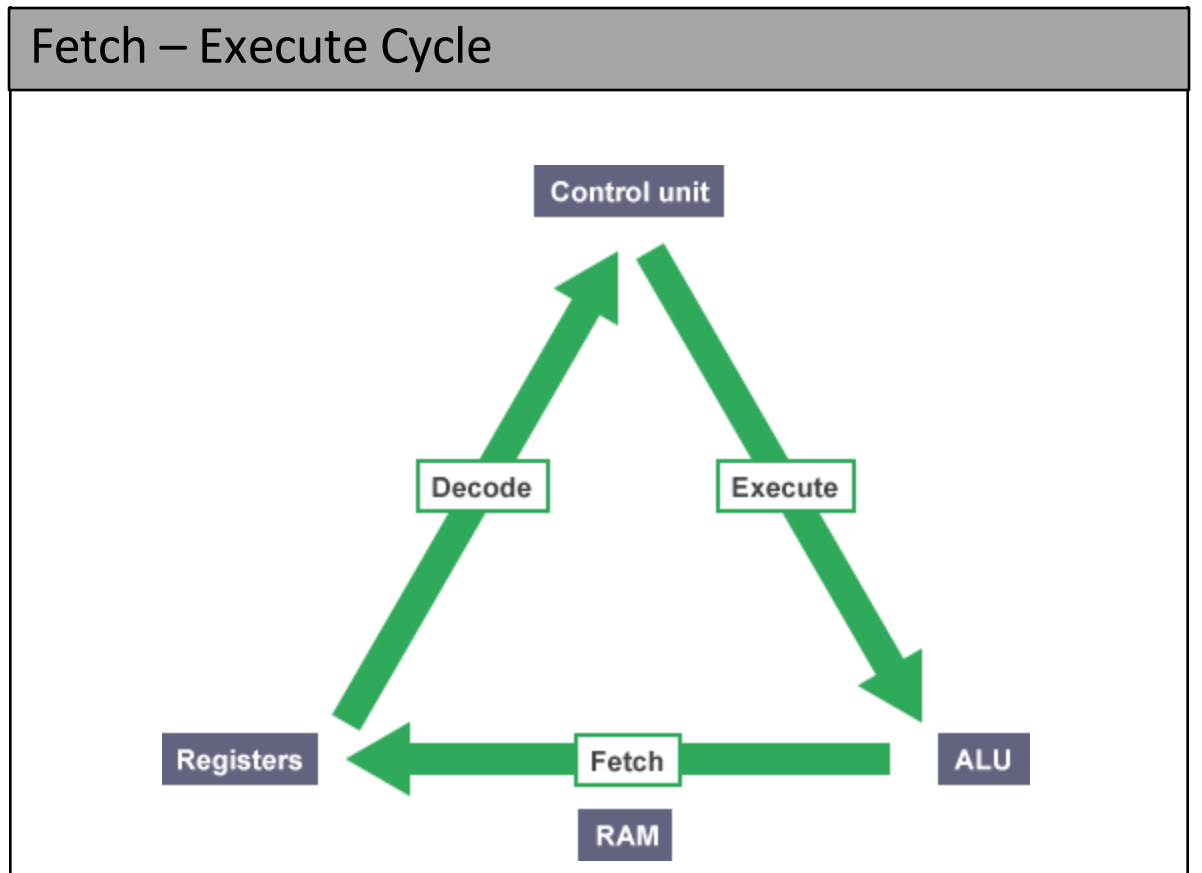 Fetch – Execute Cycle
Control unit
Decode
Execute
Registers
Fetch
ALU
RAM